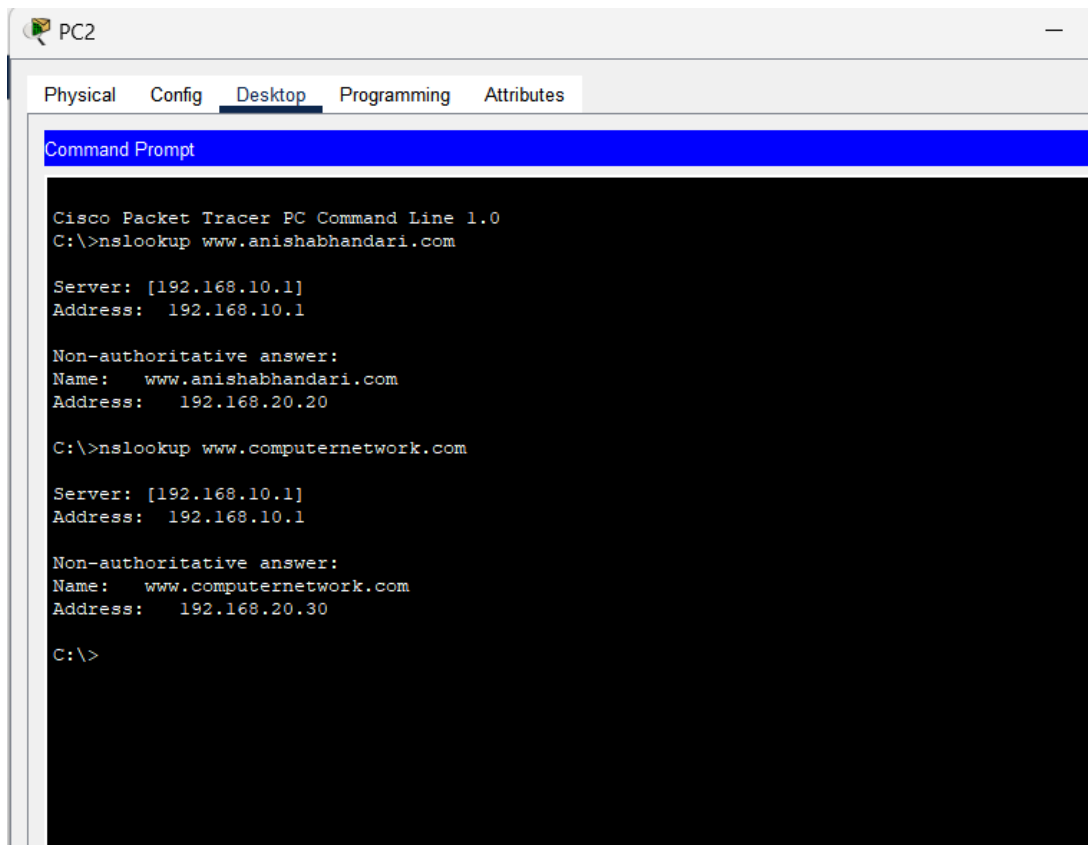 PC2
Physical Config Desktop Programming Attributes
Command Prompt
Cisco Packet Tracer PC Command Line 1.0
C:\>nslookup www.anishabhandari.com
Server: [192.168.10.1]
Address:  192.168.10.1
Non-authoritative answer:
Name:   www.anishabhandari.com
Address:   192.168.20.20
C:\>nslookup www.computernetwork.com
Server: [192.168.10.1]
Address:  192.168.10.1
Non-authoritative answer:
Name:   www.computernetwork.com
Address:   192.168.20.30
C:\>